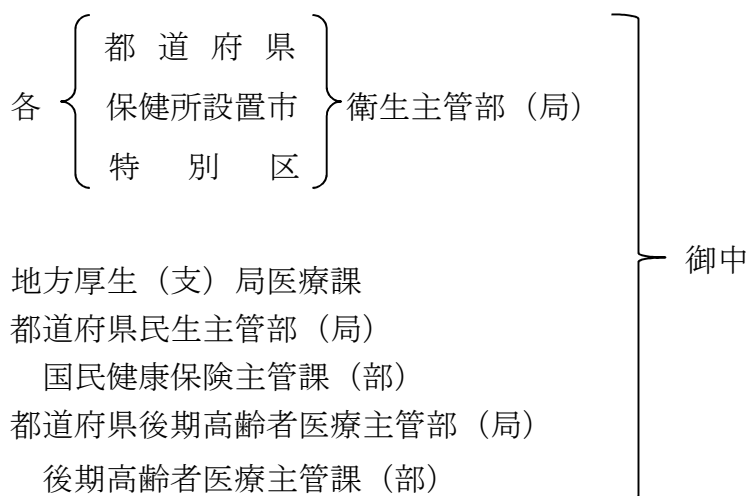 都道府県
各 保健所設置市 衛生主管部（局）
特別区
御中
地方厚生（支）局医療課
都道府県民生主管部（局）
国民健康保険主管課（部）
都道府県後期高齢者医療主管部（局）
後期高齢者医療主管課（部）